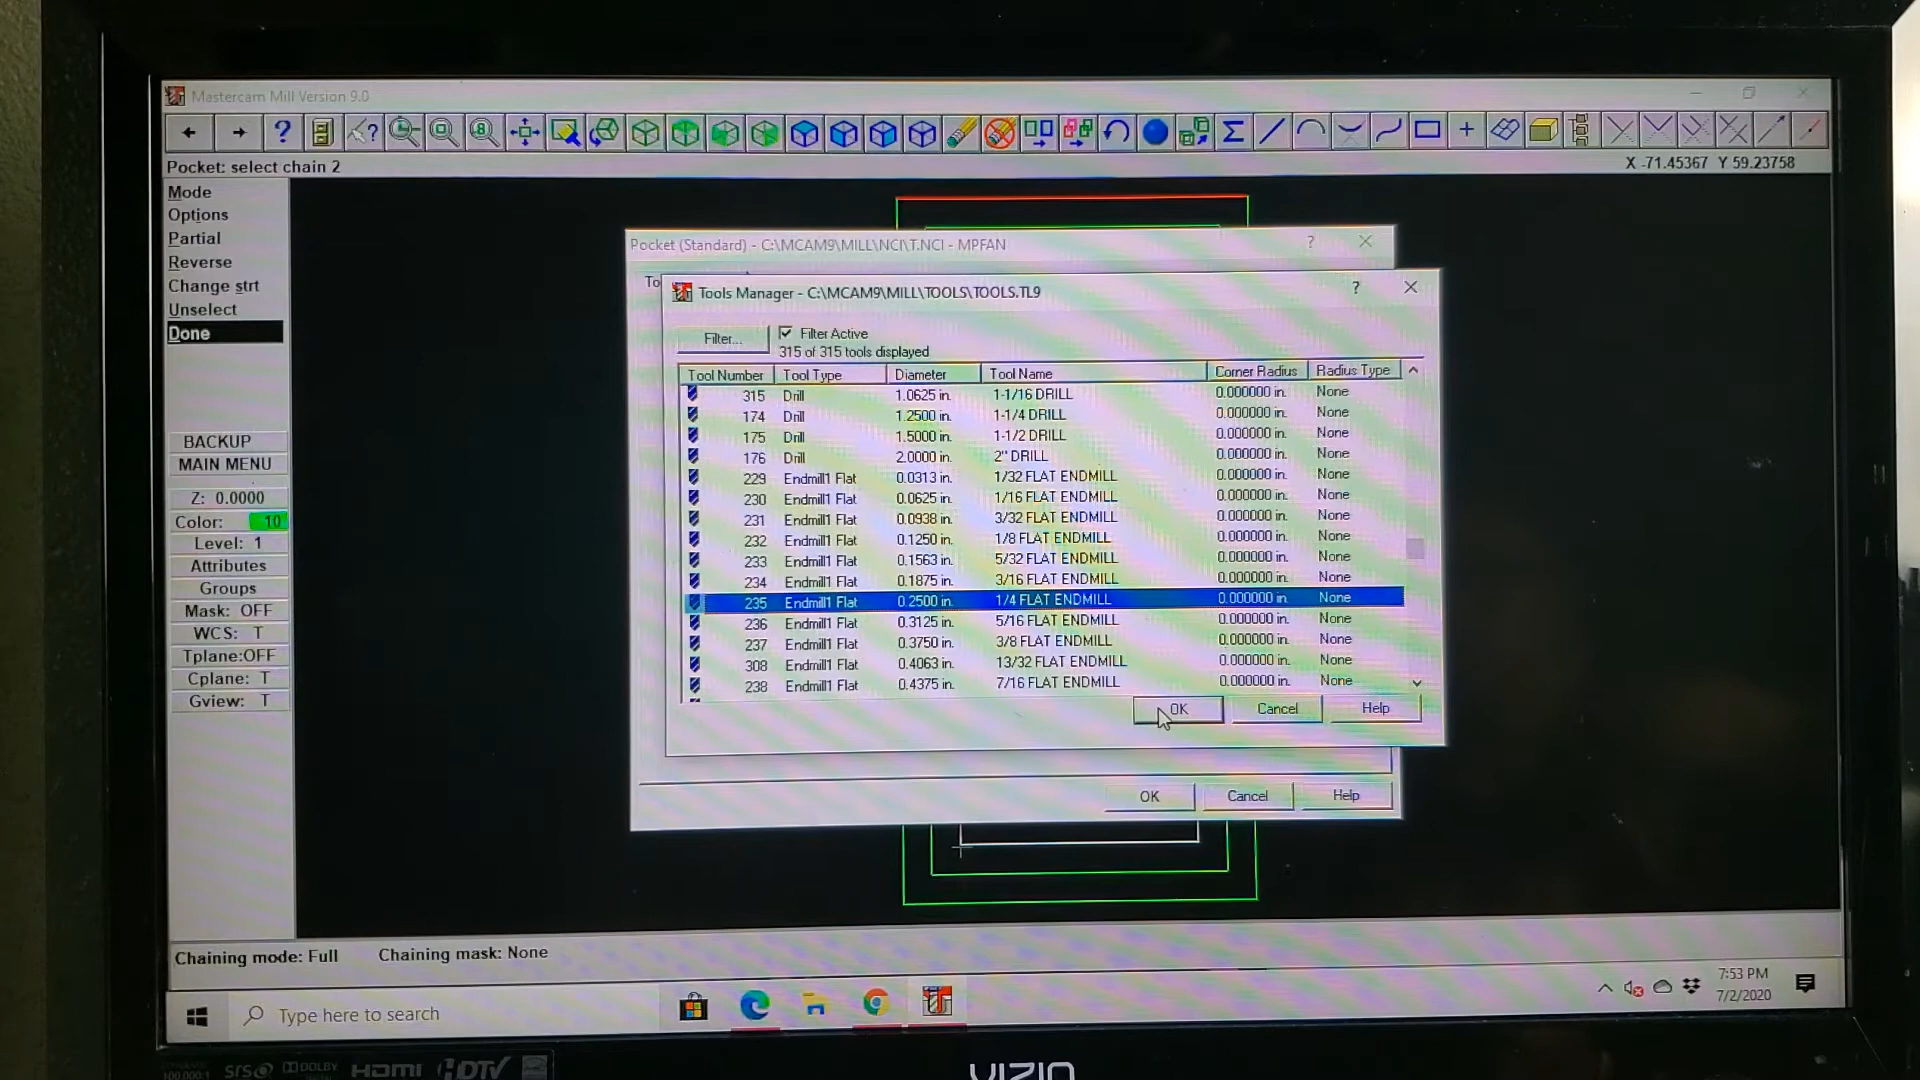 Mastercam Mill Version 9.0
Pocket: select chain 2
X -71.45367 Y 59.23758
Mode
Options
Partial
Reverse
Change strt
Unselect
Done
BACKUP
MAIN MENU
Z: 0.0000
Color: 10
Level: 1
Attributes
Groups
Mask: OFF
WCS: T
Tplane:OFF
Cplane: T
Gview: T
Pocket (Standard) - C:\MCAM9\MILL\NCI\T.NCI - MPFAN
To
Tools Manager - C:\MCAM9\MILL\TOOLS\TOOLS.TL9
Filter...
Filter Active
315 of 315 tools displayed
Tool Number Tool Type Diameter Tool Name Corner Radius Radius Type
315 Drill 1.0625 in. 1-1/16 DRILL 0.000000 in. None
174 Drill 1.2500 in. 1-1/4 DRILL 0.000000 in. None
175 Drill 1.5000 in. 1-1/2 DRILL 0.000000 in. None
176 Drill 2.0000 in. 2" DRILL 0.000000 in. None
229 Endmill1 Flat 0.0313 in. 1/32 FLAT ENDMILL 0.000000 in. None
230 Endmill1 Flat 0.0625 in. 1/16 FLAT ENDMILL 0.000000 in. None
231 Endmill1 Flat 0.0938 in. 3/32 FLAT ENDMILL 0.000000 in. None
232 Endmill1 Flat 0.1250 in. 1/8 FLAT ENDMILL 0.000000 in. None
233 Endmill1 Flat 0.1563 in. 5/32 FLAT ENDMILL 0.000000 in. None
234 Endmill1 Flat 0.1875 in. 3/16 FLAT ENDMILL 0.000000 in. None
235 Endmill1 Flat 0.2500 in. 1/4 FLAT ENDMILL 0.000000 in. None
236 Endmill1 Flat 0.3125 in. 5/16 FLAT ENDMILL 0.000000 in. None
237 Endmill1 Flat 0.3750 in. 3/8 FLAT ENDMILL 0.000000 in. None
308 Endmill1 Flat 0.4063 in. 13/32 FLAT ENDMILL 0.000000 in. None
238 Endmill1 Flat 0.4375 in. 7/16 FLAT ENDMILL 0.000000 in. None
OK Cancel Help
OK Cancel Help
Chaining mode: Full Chaining mask: None
Type here to search
7:53 PM
7/2/2020
SRS DOLBY HDMI HDTV
VIZIO